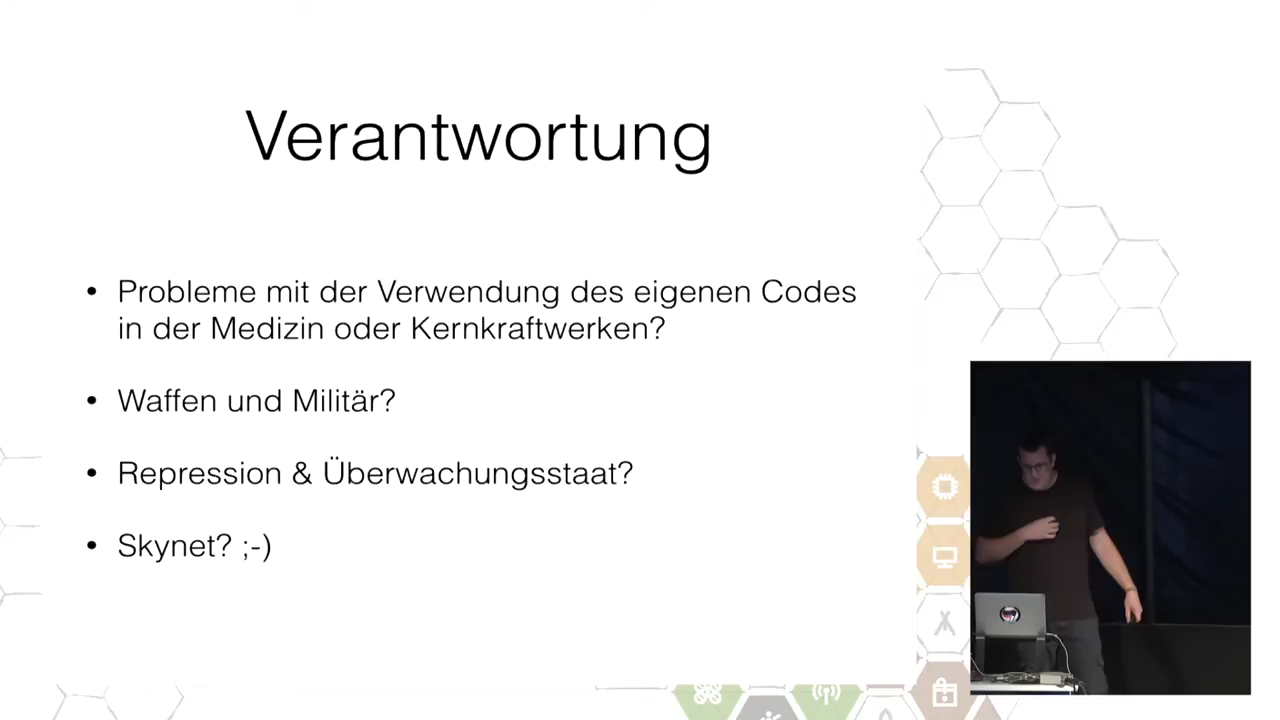 Verantwortung
• Probleme mit der Verwendung des eigenen Codes
in der Medizin oder Kernkraftwerken?
• Waffen und Militär?
• Repression & Überwachungsstaat?
• Skynet? ;-)